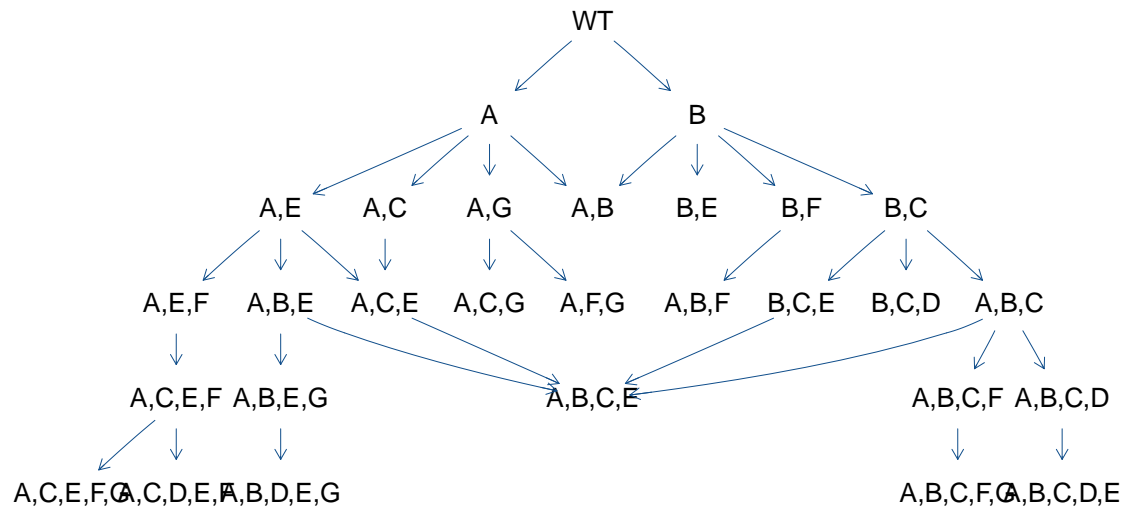 WT
A B
A,E A,C A,G A,B B,E B,F B,C
A,E,F A,B,E A,C,E A,C,G A,F,G A,B,F B,C,E B,C,D A,B,C
A,C,E,F A,B,E,G A,B,C,E A,B,C,F A,B,C,D
A,C,E,F,G A,C,D,E,F A,B,D,E,G A,B,C,F,G A,B,C,D,E